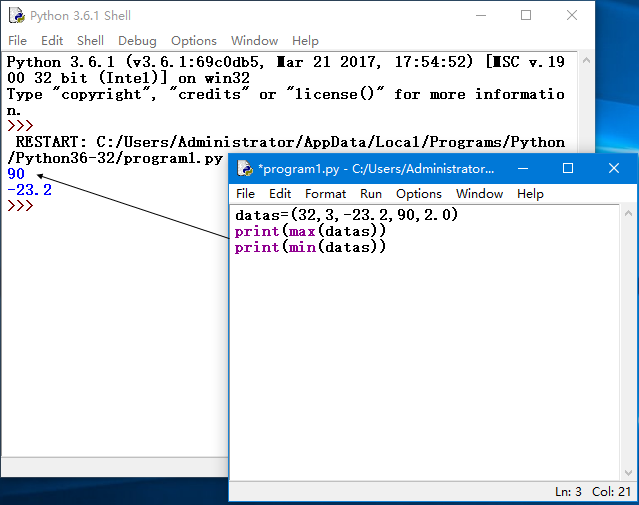 Python 3.6.1 Shell
File Edit Shell Debug Options Window Help
Python 3.6.1 (v3.6.1:69c0db5, Mar 21 2017, 17:54:52) [MSC v.19
00 32 bit (Intel)] on win32
Type "copyright", "credits" or "license()" for more informatio
n.
>>>
RESTART: C:/Users/Administrator/AppData/Local/Programs/Python
/Python36-32/program1.py
90
-23.2
>>>
*program1.py - C:/Users/Administrator...
File Edit Format Run Options Window Help
datas=(32,3,-23.2,90,2.0)
print(max(datas))
print(min(datas))
Ln: 3 Col: 21